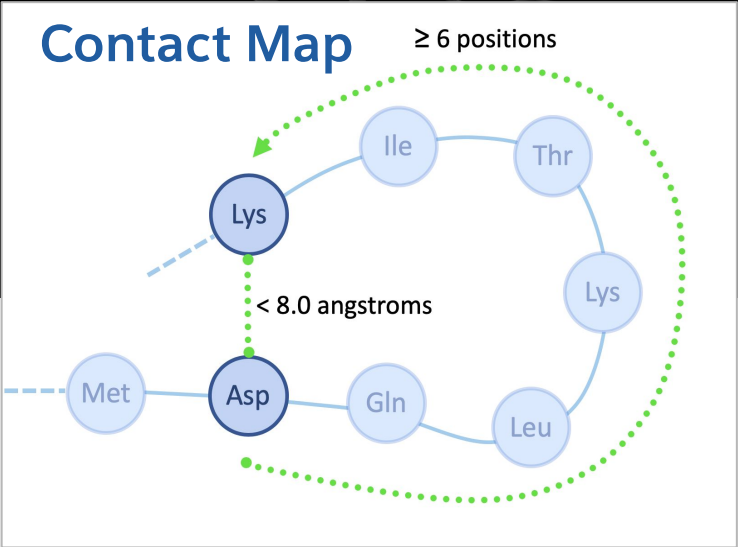 Contact Map
≥ 6 positions
Ile
Thr
Lys
Lys
< 8.0 angstroms
Met
Asp
Gln
Leu